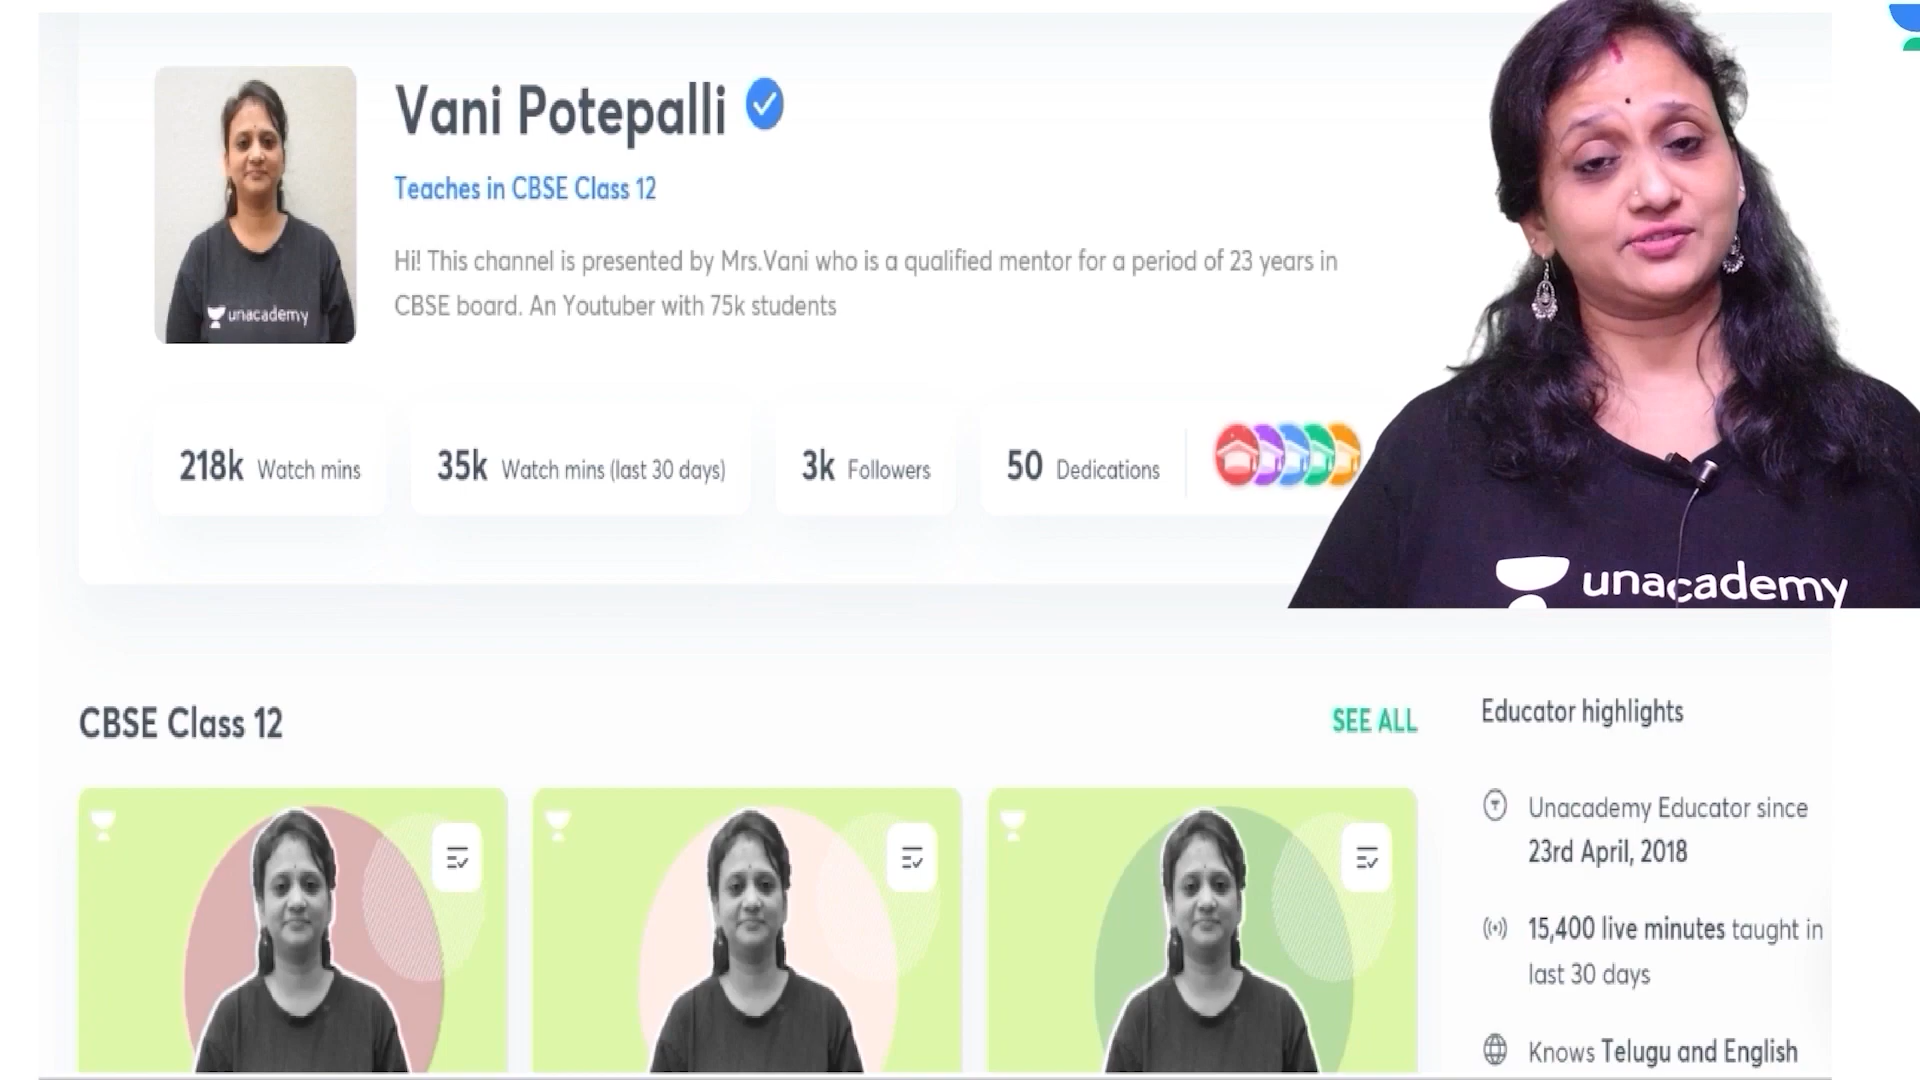 Vani Potepalli
Teaches in CBSE Class 12
Hi! This channel is presented by Mrs.Vani who is a qualified mentor for a period of 23 years in
CBSE board. An Youtuber with 75k students
unacademy
218k Watch mins
35k Watch mins (last 30 days)
3k Followers
50 Dedications
unacademy
CBSE Class 12
SEE ALL
Educator highlights
Unacademy Educator since
23rd April, 2018
15,400 live minutes taught in
last 30 days
Knows Telugu and English